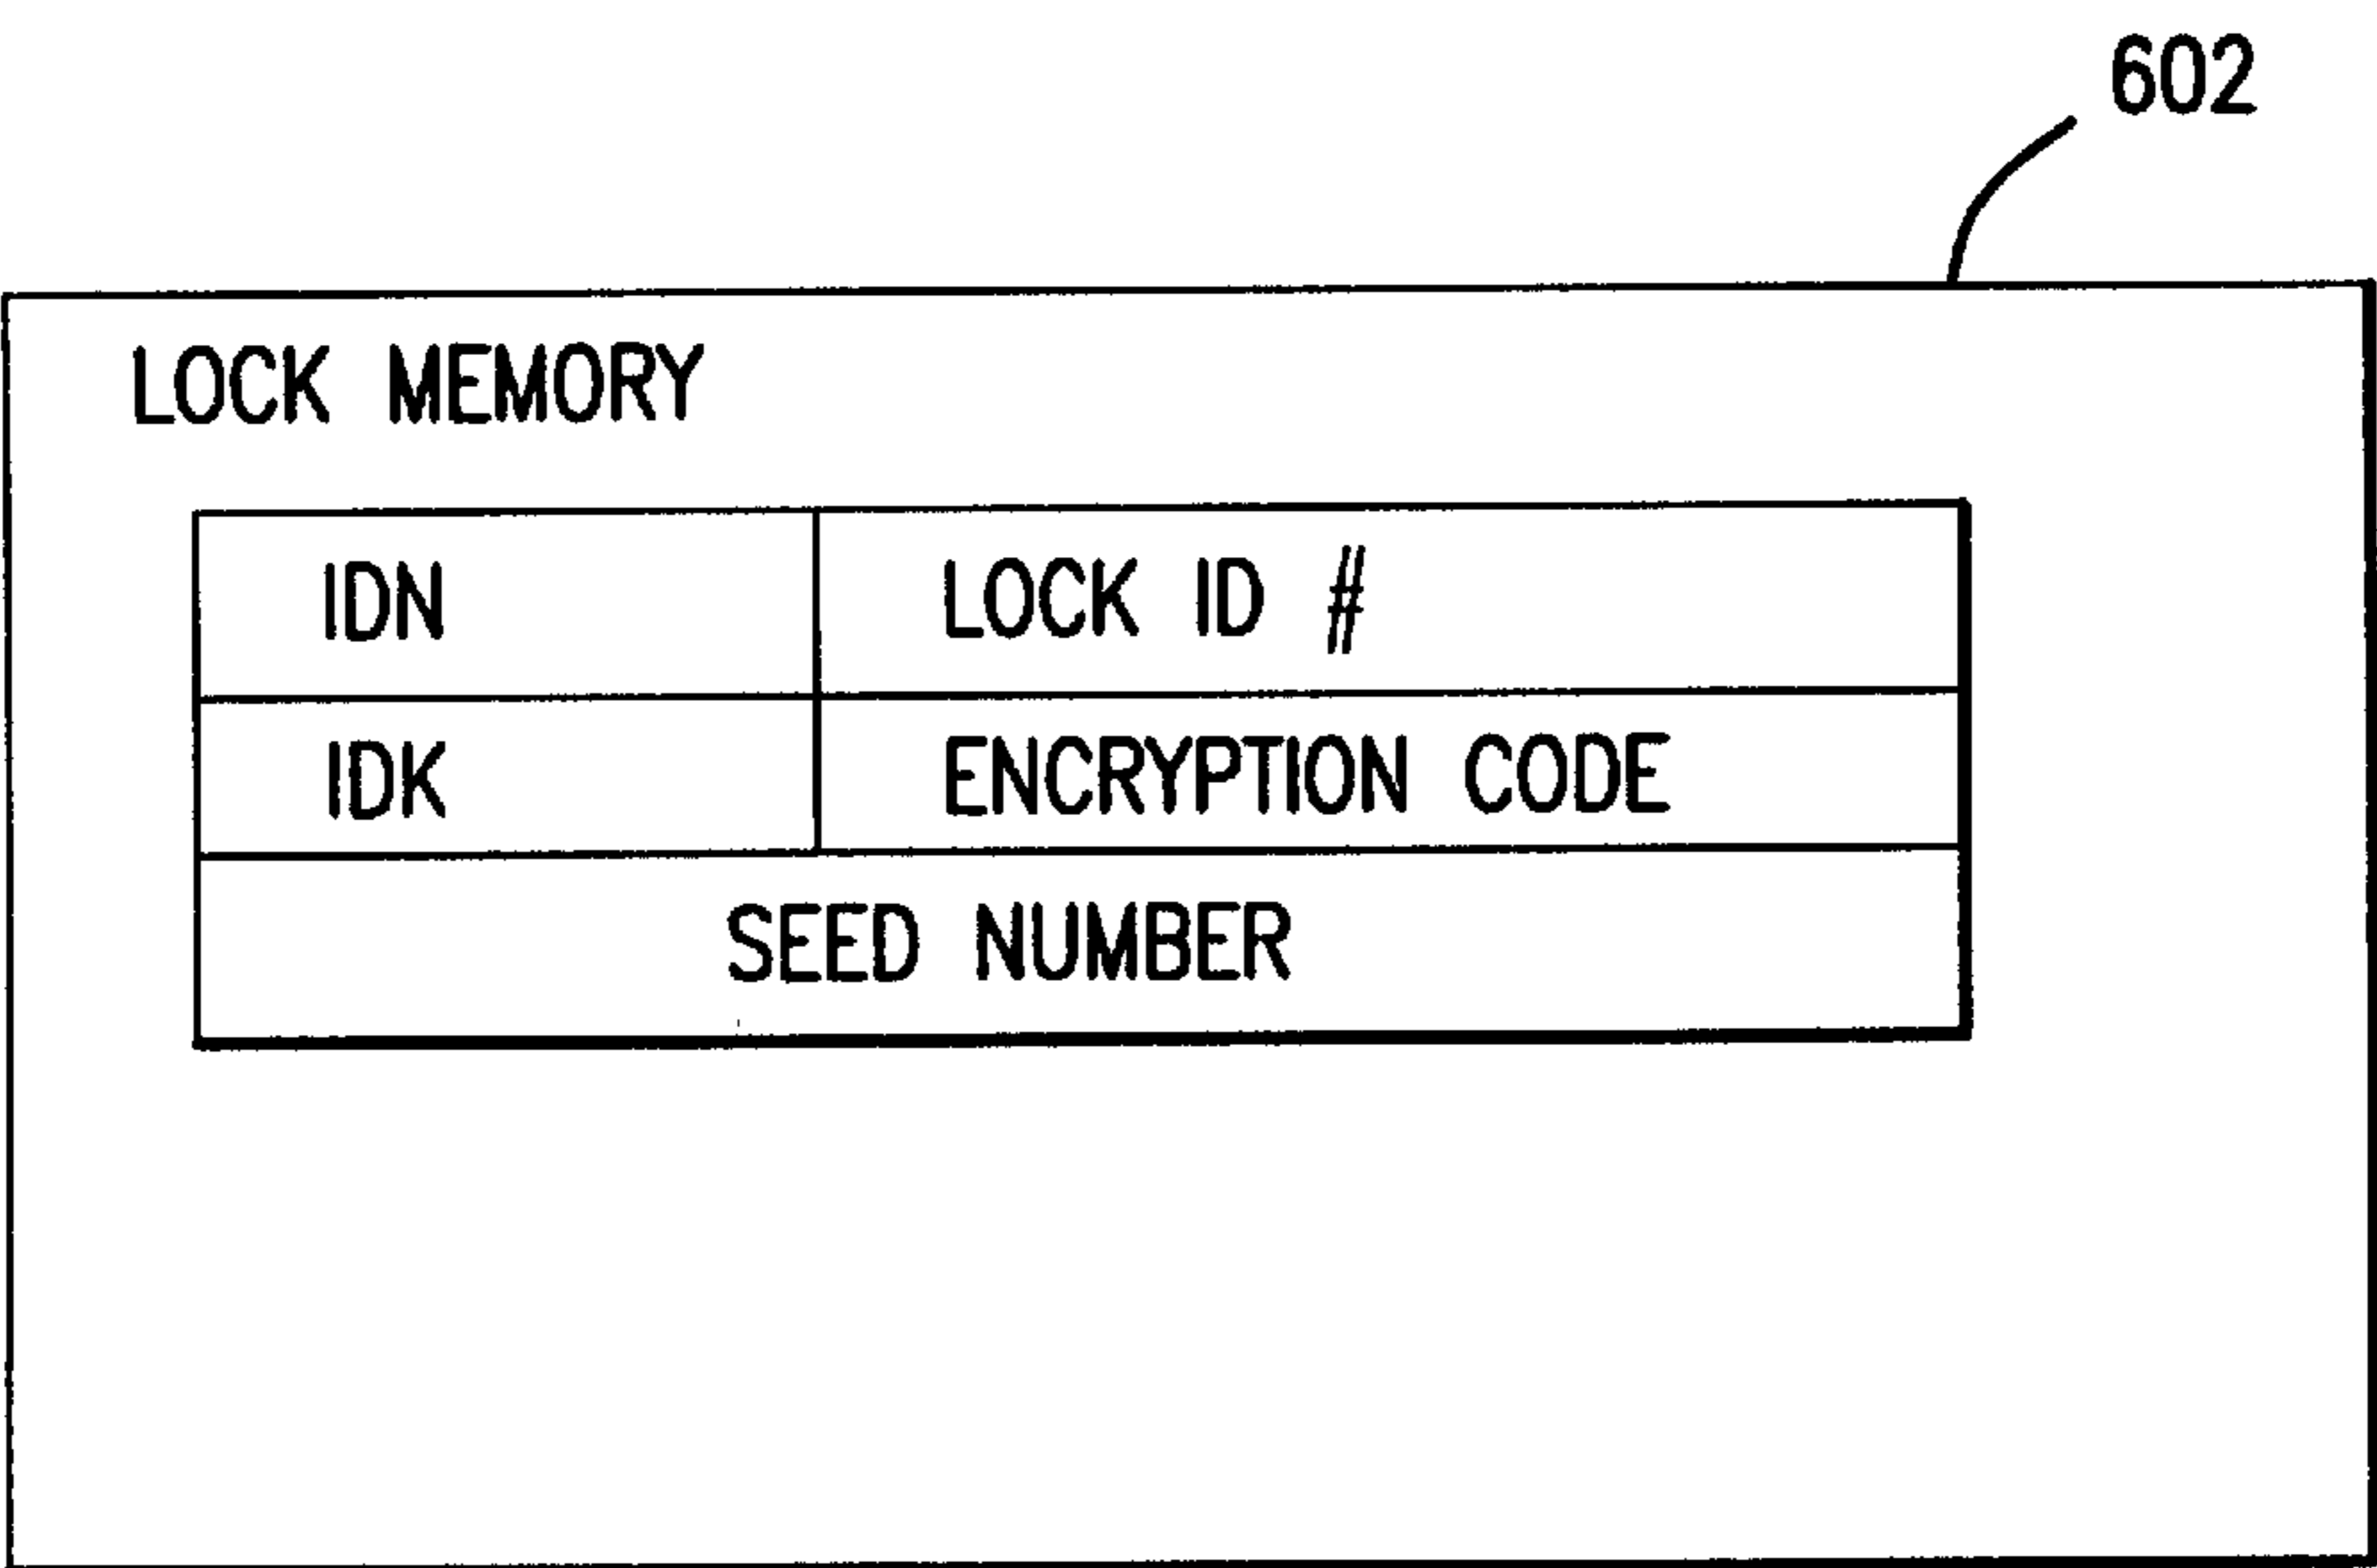 602
LOCK MEMORY
IDN LOCK ID #
IDK ENCRYPTION CODE
SEED NUMBER